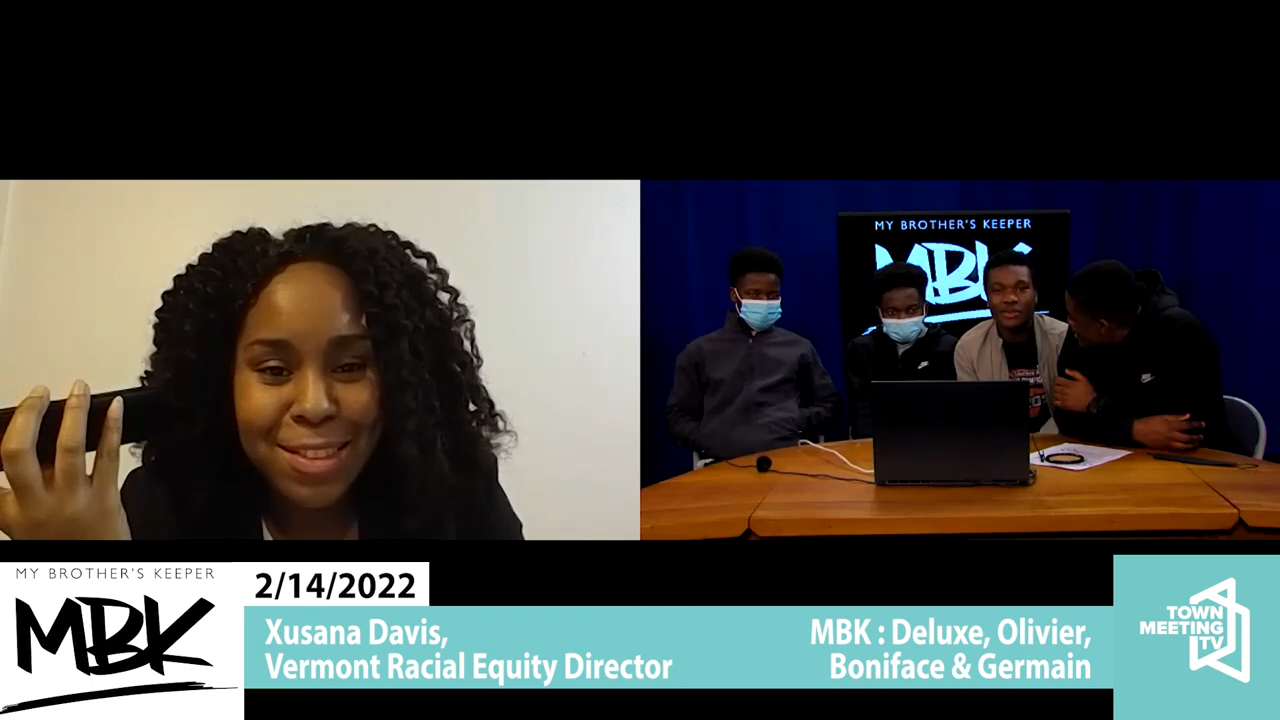 MY BROTHER'S KEEPER
MBK
MY BROTHER'S KEEPER
MBK
2/14/2022
Xusana Davis,
Vermont Racial Equity Director
MBK : Deluxe, Olivier,
Boniface & Germain
TOWN
MEETING
TV